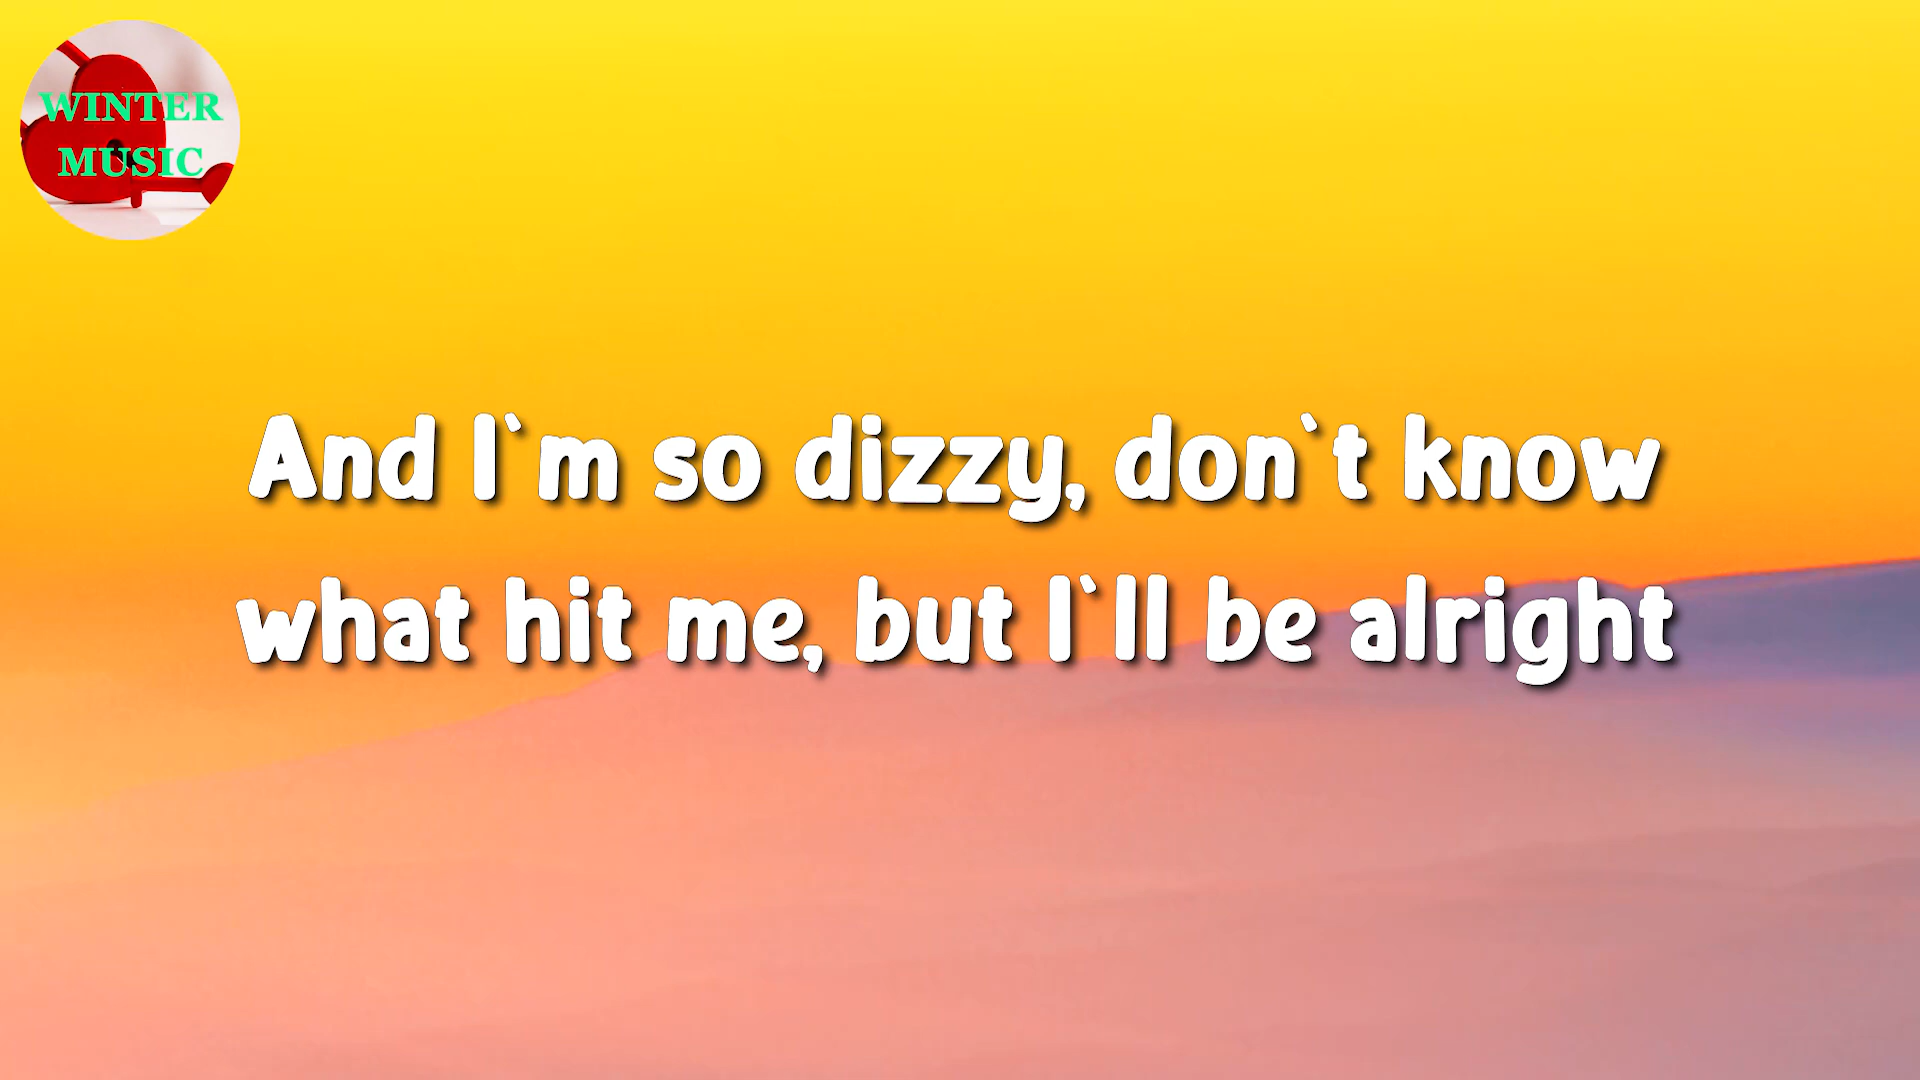 WINTER
MUSIC
And I`m so dizzy, don`t know
what hit me, but I`ll be alright